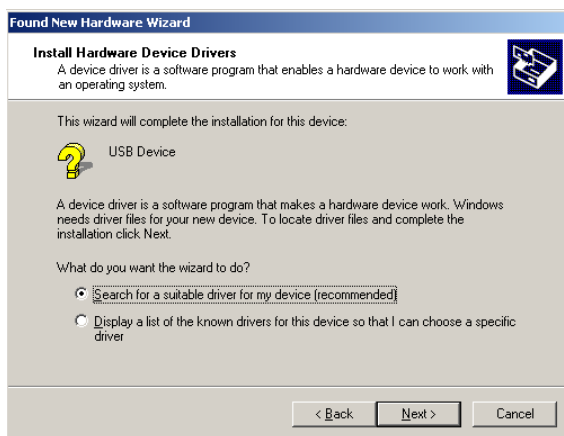 Found New Hardware Wizard
Install Hardware Device Drivers
A device driver is a software program that enables a hardware device to work with
an operating system.
This wizard will complete the installation for this device:
USB Device
A device driver is a software program that makes a hardware device work. Windows
needs driver files for your new device. To locate driver files and complete the
installation click Next.
What do you want the wizard to do?
Search for a suitable driver for my device (recommended)
Display a list of the known drivers for this device so that I can choose a specific
driver
< Back
Next >
Cancel